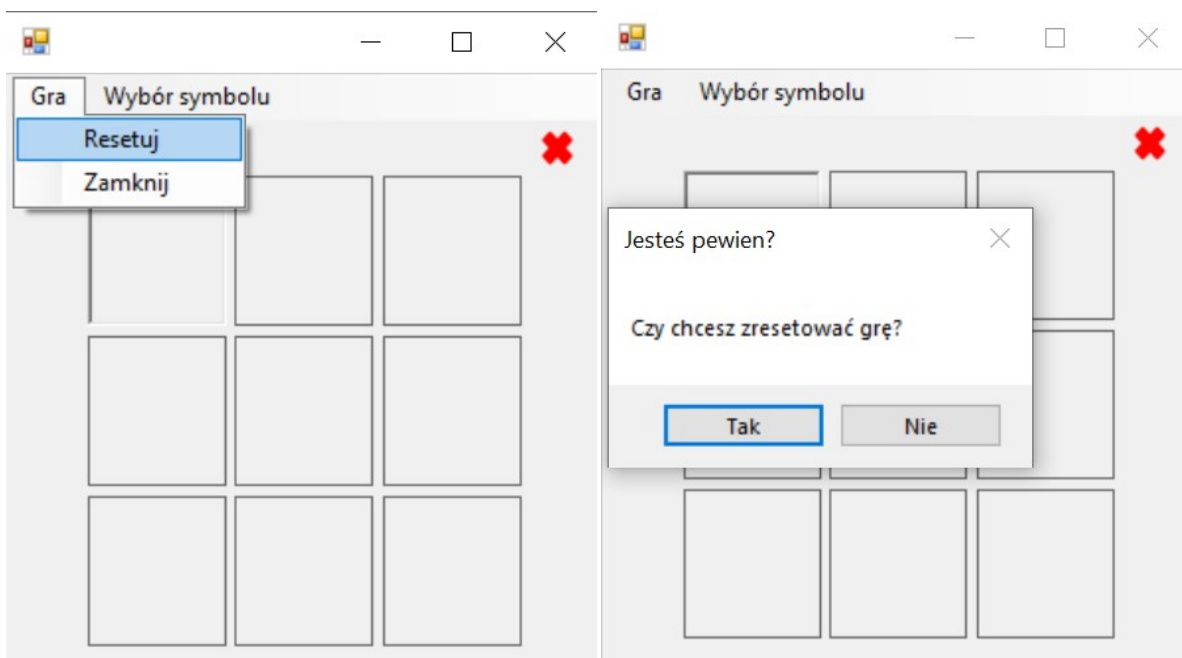 Gra Wybór symbolu
Resetuj
Zamknij
Gra Wybór symbolu
Jesteś pewien?
Czy chcesz zresetować grę?
Tak Nie